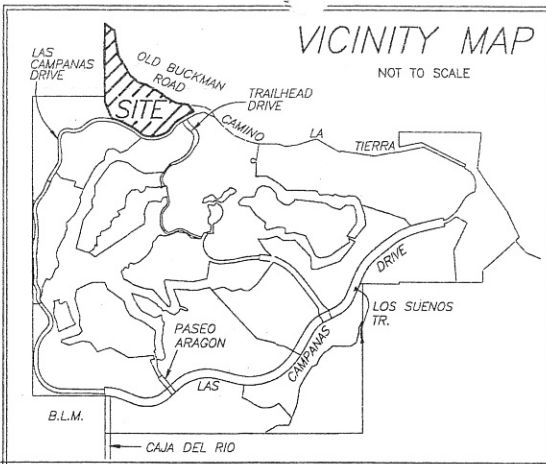 VICINITY MAP
NOT TO SCALE
LAS
CAMPANAS
DRIVE
OLD BUCKMAN
ROAD
SITE
TRAILHEAD
DRIVE
CAMINO
LA
TIERRA
DRIVE
LOS SUENOS
TR.
PASEO
ARAGON
CAMPANAS
LAS
B.L.M.
CAJA DEL RIO